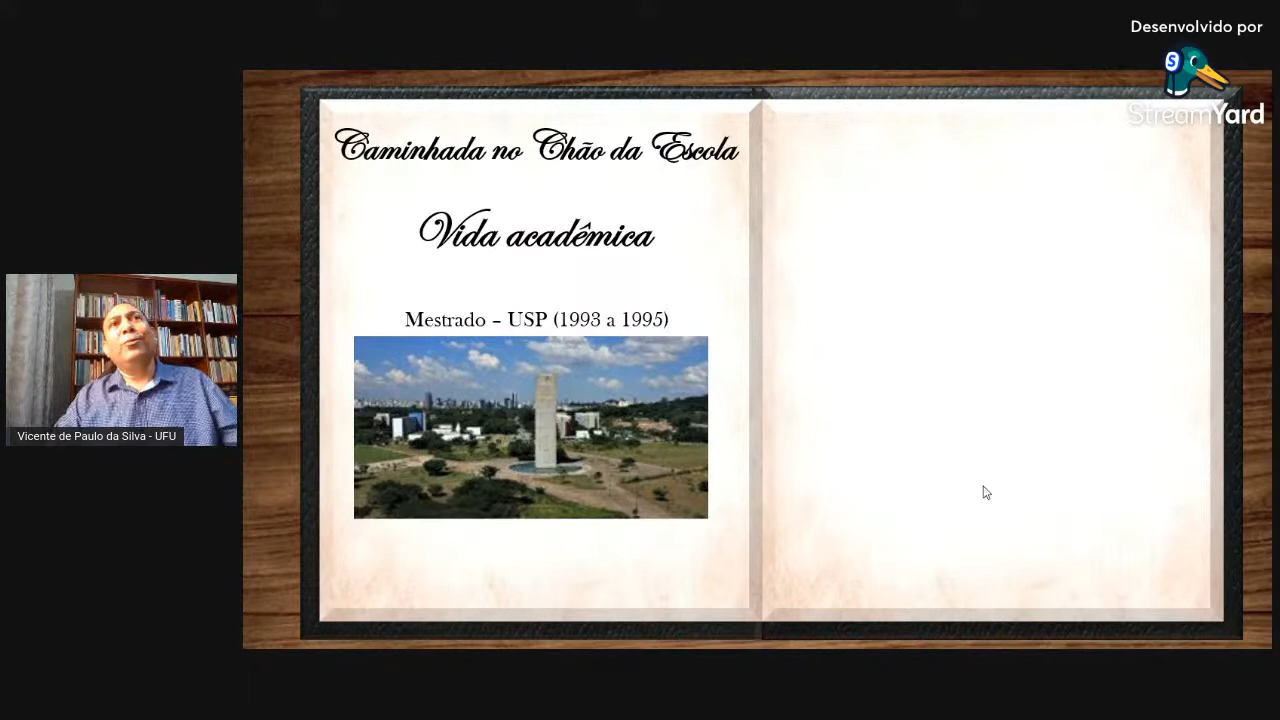 Desenvolvido por
S
StreamYard
Caminhada no Chão da Escola
Vida acadêmica
Mestrado – USP (1993 a 1995)
Vicente de Paulo da Silva - UFU